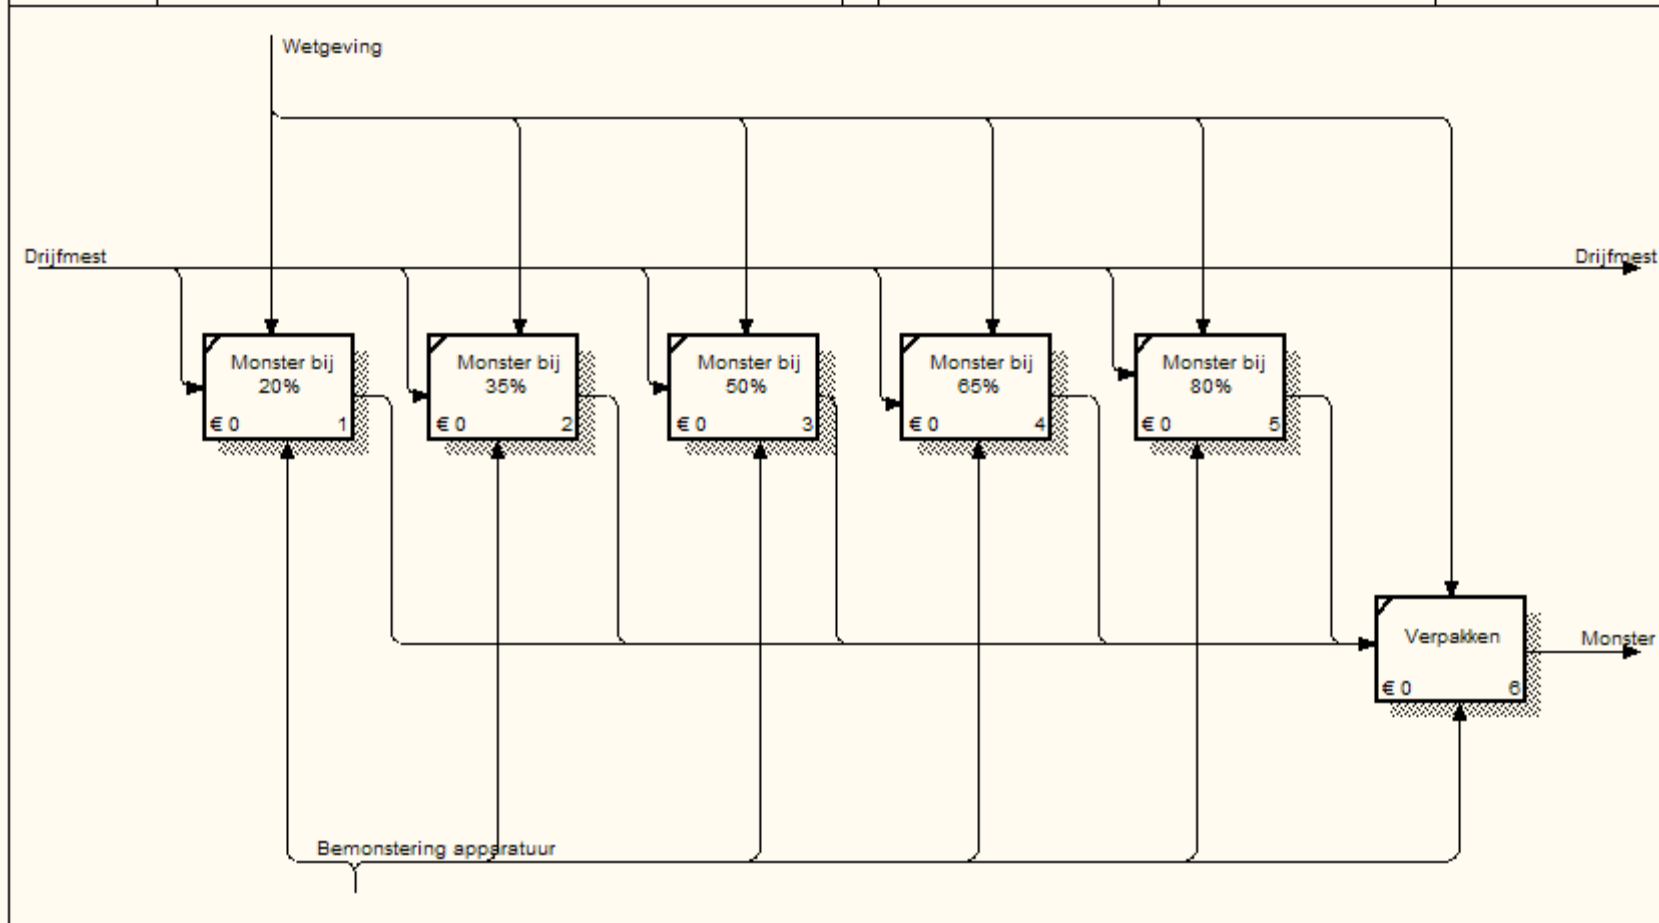 Wetgeving
Drijfmest
Drijfmest
Monster bij
20%
€ 0
1
Monster bij
35%
€ 0
2
Monster bij
50%
€ 0
3
Monster bij
65%
€ 0
4
Monster bij
80%
€ 0
5
Verpakken
€ 0
6
Monster
Bemonstering apparatuur